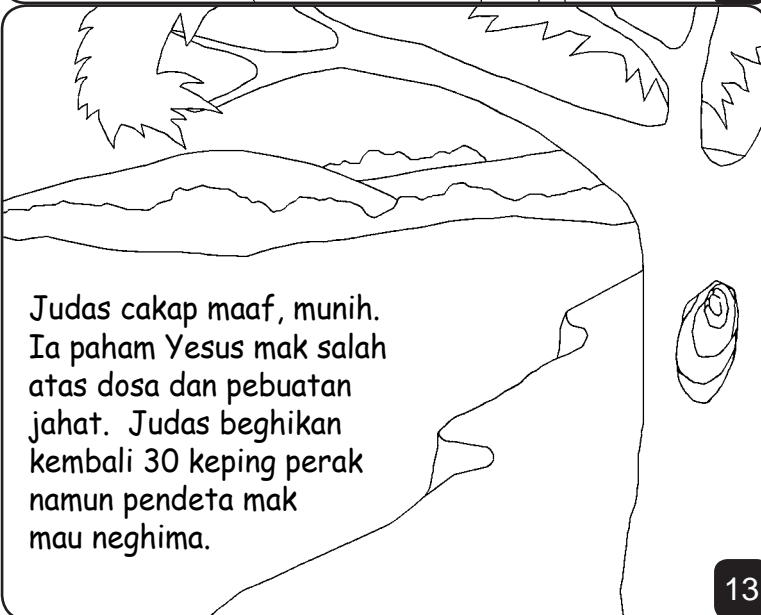 Judas cakap maaf, munih.
Ia paham Yesus mak salah
atas dosa dan pebuatan
jahat. Judas beghikan
kembali 30 keping perak
namun pendeta mak
mau neghima.
13